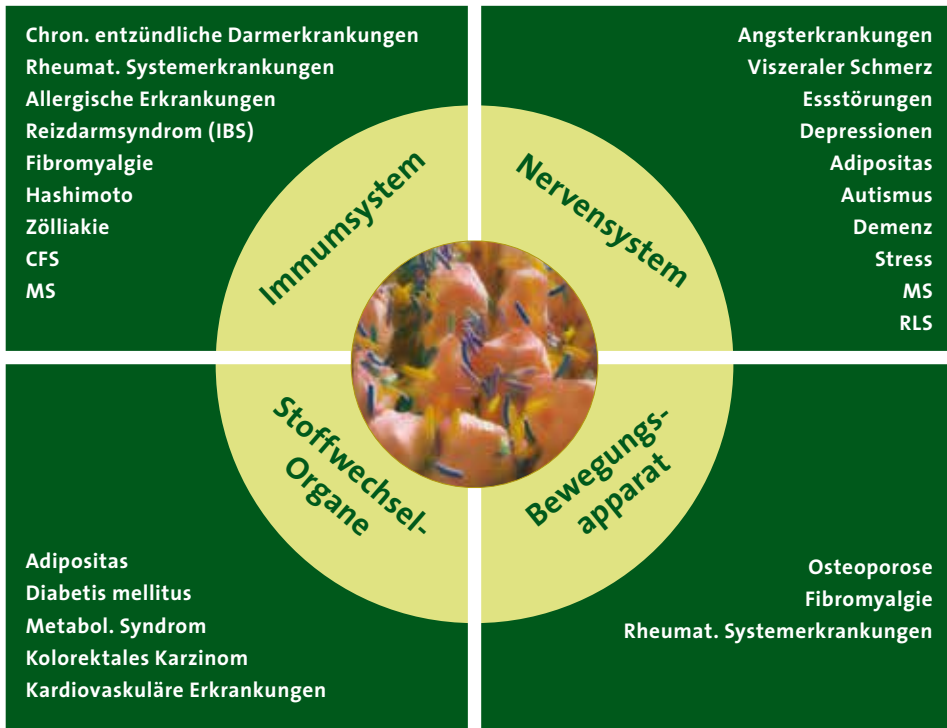 Chron. entzündliche Darmerkrankungen
Rheumat. Systemerkrankungen
Allergische Erkrankungen
Reizdarmsyndrom (IBS)
Fibromyalgie
Hashimoto
Zölliakie
CFS
MS
Immumsystem
Angsterkrankungen
Viszeraler Schmerz
Essstörungen
Depressionen
Adipositas
Autismus
Demenz
Stress
MS
RLS
Nervensystem
Stoffwechsel-
Organe
Adipositas
Diabetis mellitus
Metabol. Syndrom
Kolorektales Karzinom
Kardiovaskuläre Erkrankungen
Bewegungs-
apparat
Osteoporose
Fibromyalgie
Rheumat. Systemerkrankungen